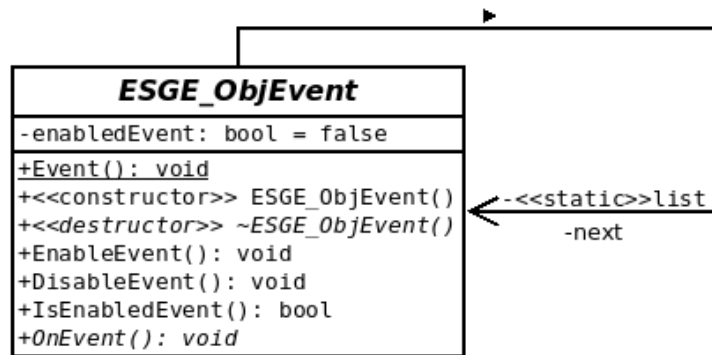 ESGE_ObjEvent
-enabledEvent: bool = false
+Event(): void
+<<constructor>> ESGE_ObjEvent()
+<<destructor>> ~ESGE_ObjEvent()
+EnableEvent(): void
+DisableEvent(): void
+IsEnabledEvent(): bool
+OnEvent(): void
-<<static>>list
-next